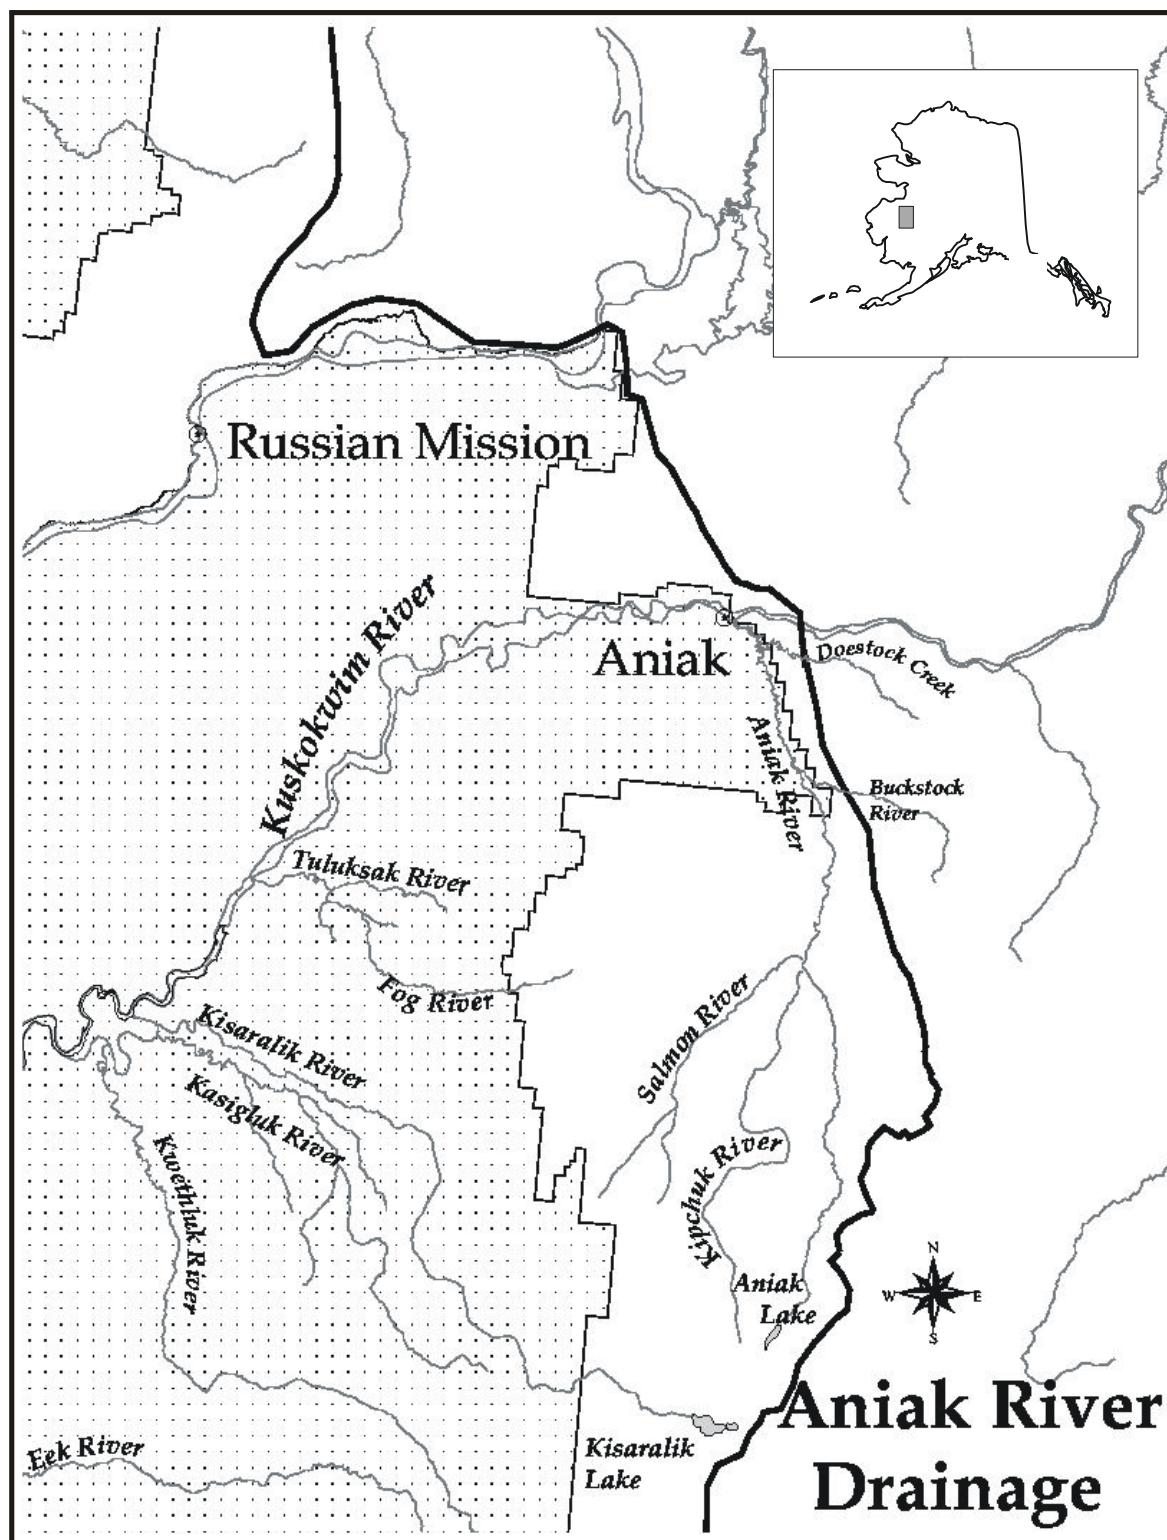 Russian Mission
Kuskokwim River
Aniak
Doestock Creek
Aniak River
Buckstock
River
Tuluksak River
Fog River
Salmon River
Kisaralik River
Kasigluk River
Kwethluk River
Kipchuk River
Aniak
Lake
N
W
E
S
Aniak River
Drainage
Eek River
Kisaralik
Lake